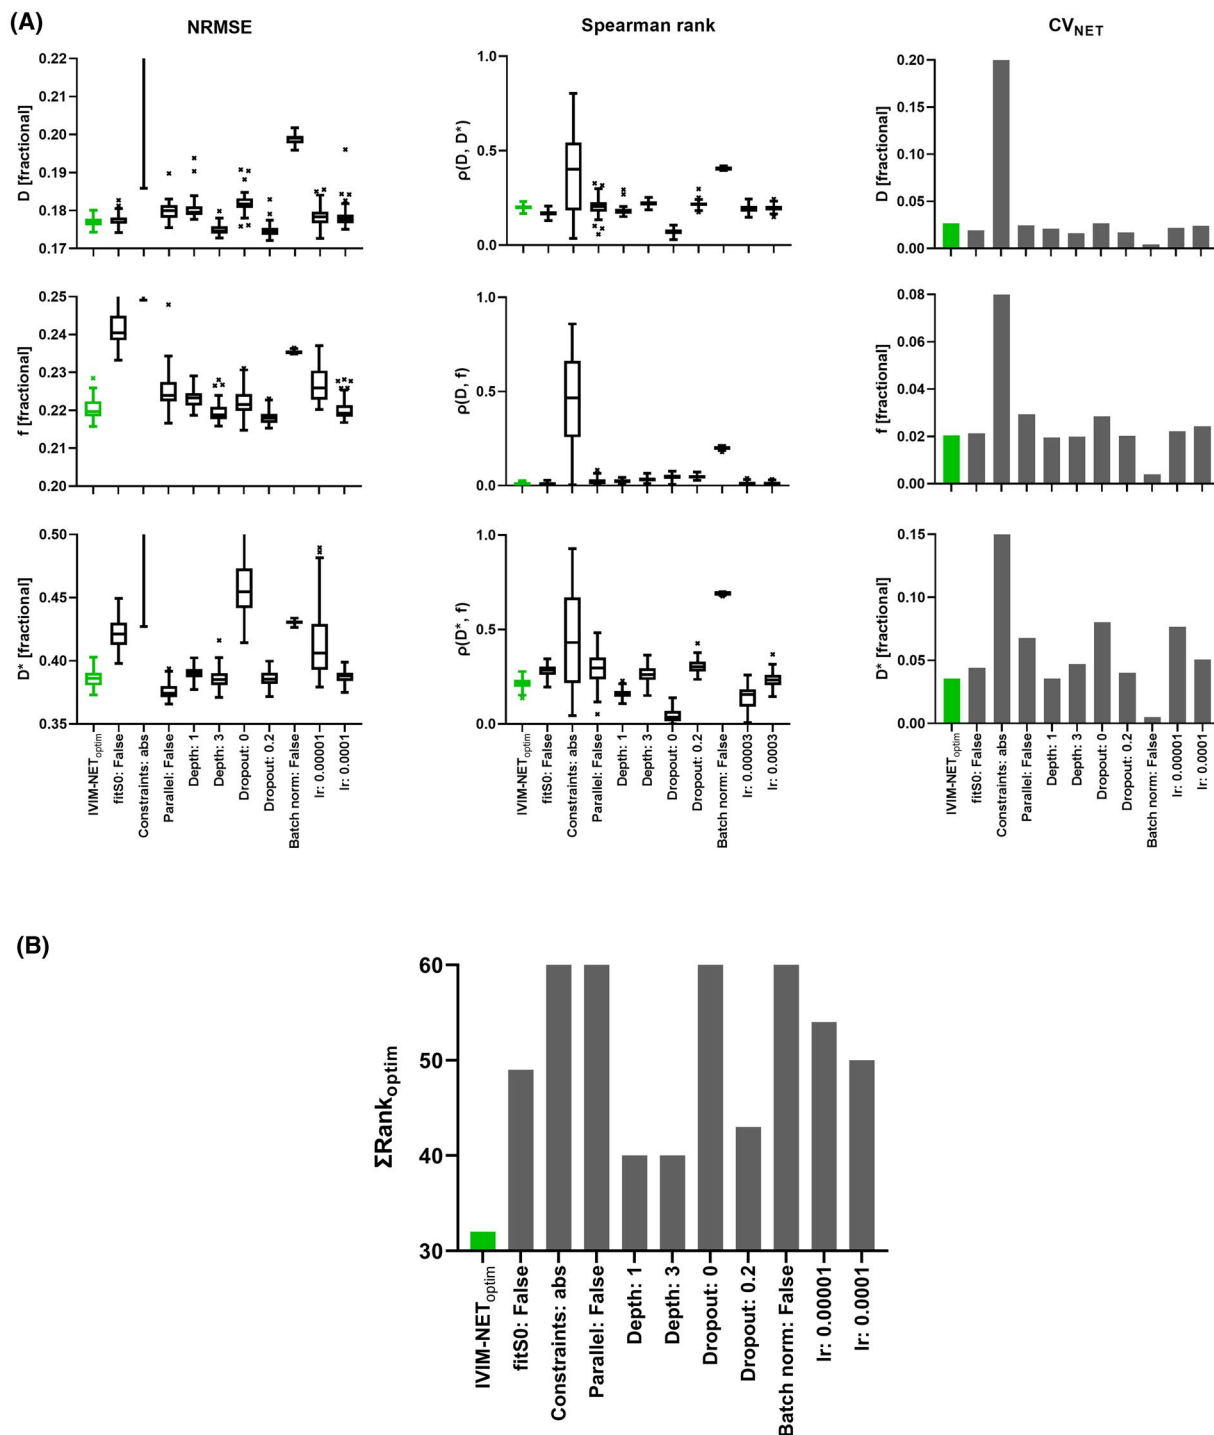 (A)
NRMSE
Spearman rank
CV_NET
D [fractional]
0.22
0.21
0.20
0.19
0.18
0.17
ρ(D, D*)
1.0
0.5
0.0
D [fractional]
0.20
0.15
0.10
0.05
0.00
f [fractional]
0.25
0.24
0.23
0.22
0.21
0.20
ρ(D, f)
1.0
0.5
0.0
f [fractional]
0.08
0.06
0.04
0.02
0.00
D* [fractional]
0.50
0.45
0.40
0.35
ρ(D*, f)
1.0
0.5
0.0
D* [fractional]
0.15
0.10
0.05
0.00
IVIM-NEToptim
fitS0: False
Constraints: abs
Parallel: False
Depth: 1
Depth: 3
Dropout: 0
Dropout: 0.2
Batch norm: False
lr: 0.00001
lr: 0.0001
IVIM-NEToptim
fitS0: False
Constraints: abs
Parallel: False
Depth: 1
Depth: 3
Dropout: 0
Dropout: 0.2
Batch norm: False
lr: 0.00003
lr: 0.0003
IVIM-NEToptim
fitS0: False
Constraints: abs
Parallel: False
Depth: 1
Depth: 3
Dropout: 0
Dropout: 0.2
Batch norm: False
lr: 0.00001
lr: 0.0001
(B)
ΣRankoptim
60
50
40
30
IVIM-NEToptim
fitS0: False
Constraints: abs
Parallel: False
Depth: 1
Depth: 3
Dropout: 0
Dropout: 0.2
Batch norm: False
lr: 0.00001
lr: 0.0001